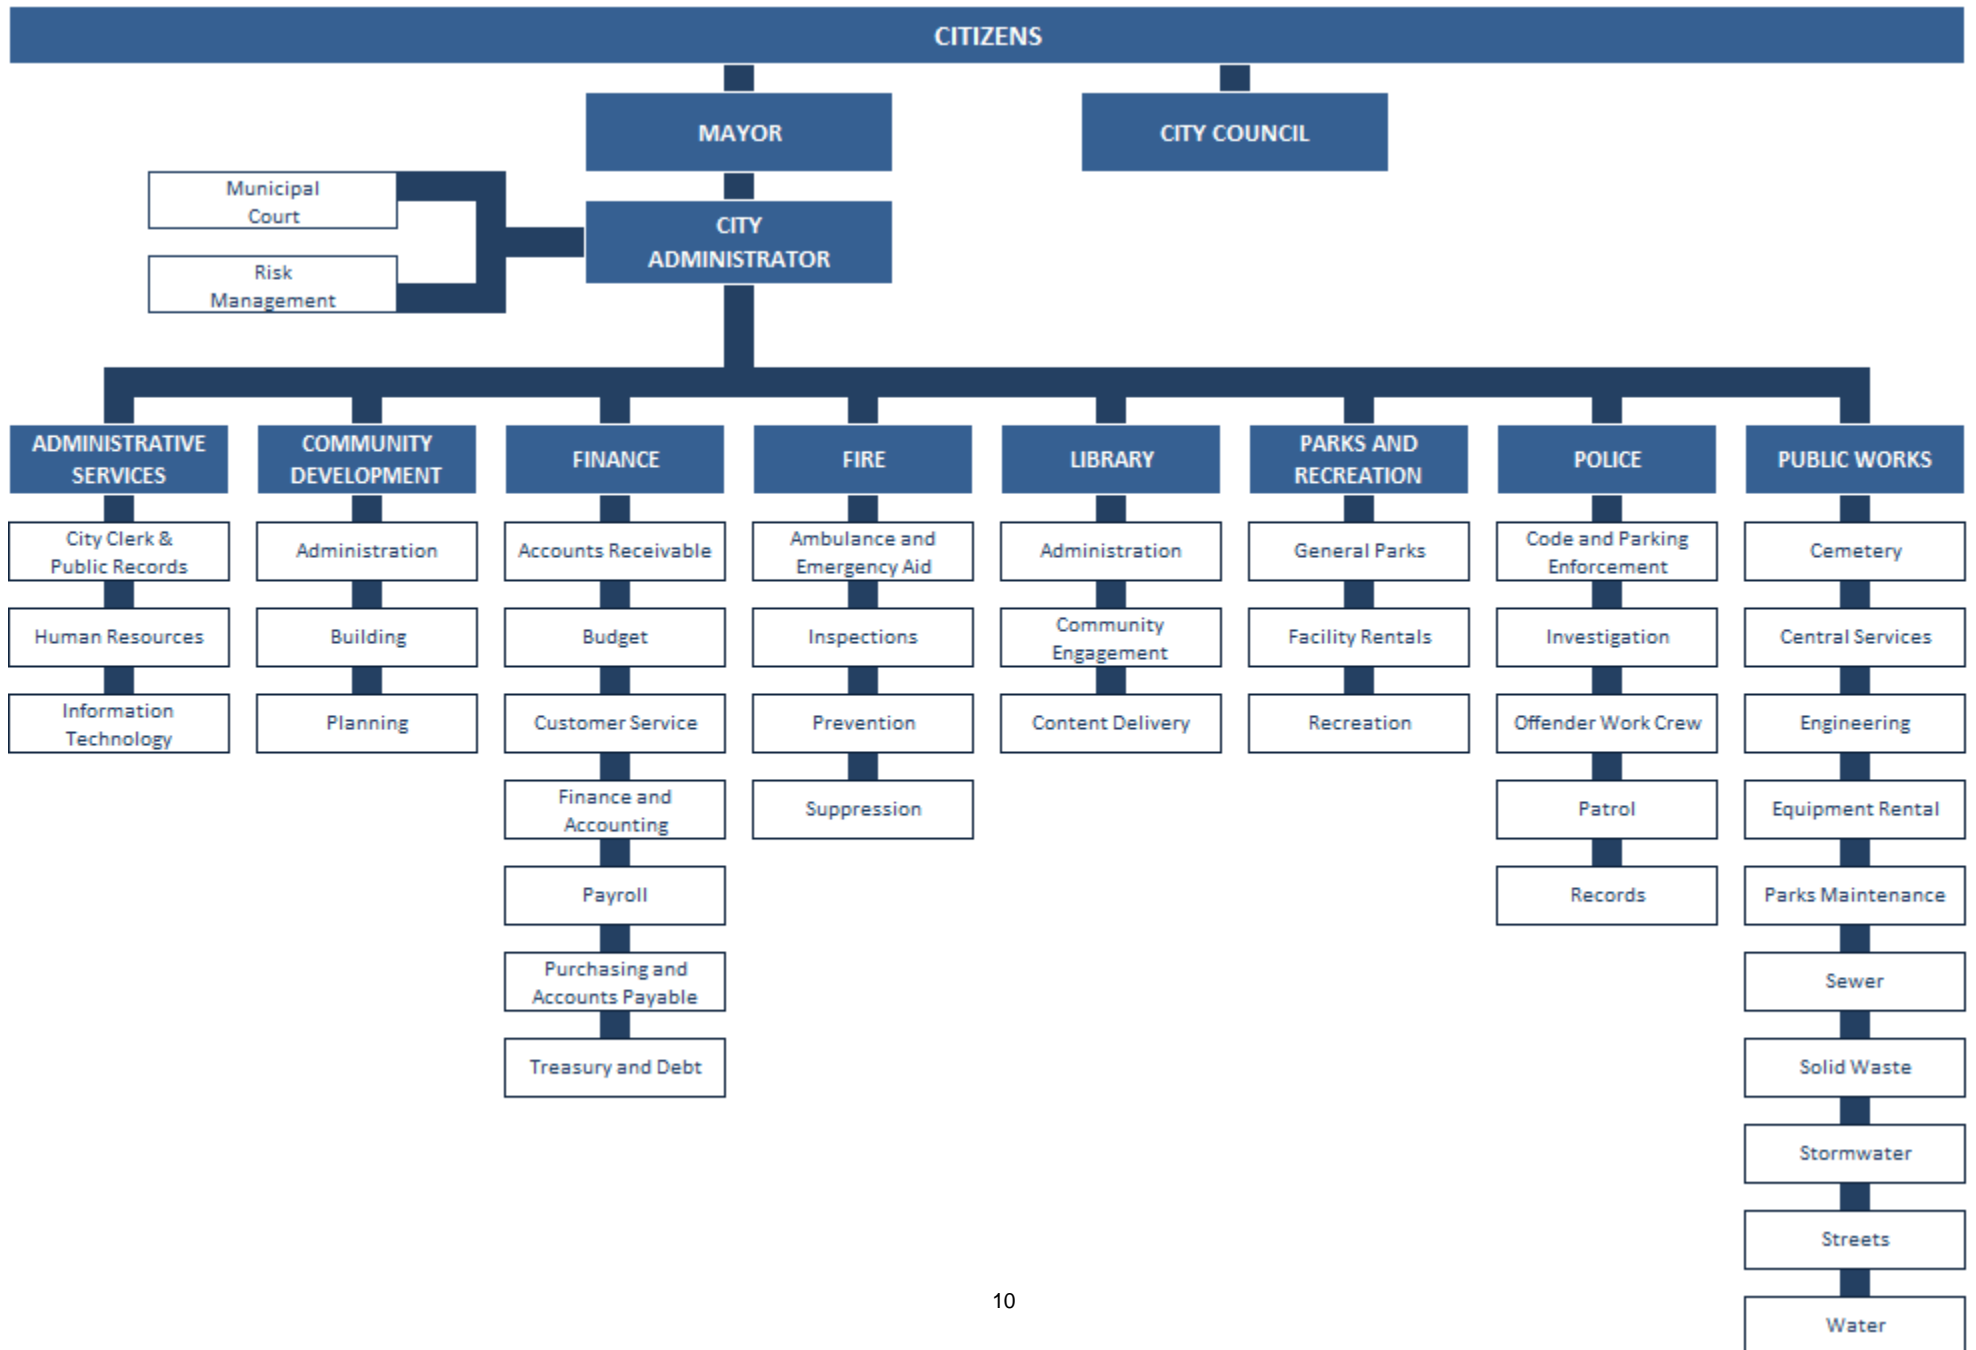 CITIZENS
MAYOR
CITY COUNCIL
Municipal
Court
Risk
Management
CITY
ADMINISTRATOR
ADMINISTRATIVE
SERVICES
City Clerk &
Public Records
Human Resources
Information
Technology
COMMUNITY
DEVELOPMENT
Administration
Building
Planning
FINANCE
Accounts Receivable
Budget
Customer Service
Finance and
Accounting
Payroll
Purchasing and
Accounts Payable
Treasury and Debt
FIRE
Ambulance and
Emergency Aid
Inspections
Prevention
Suppression
LIBRARY
Administration
Community
Engagement
Content Delivery
PARKS AND
RECREATION
General Parks
Facility Rentals
Recreation
POLICE
Code and Parking
Enforcement
Investigation
Offender Work Crew
Patrol
Records
PUBLIC WORKS
Cemetery
Central Services
Engineering
Equipment Rental
Parks Maintenance
Sewer
Solid Waste
Stormwater
Streets
Water
10